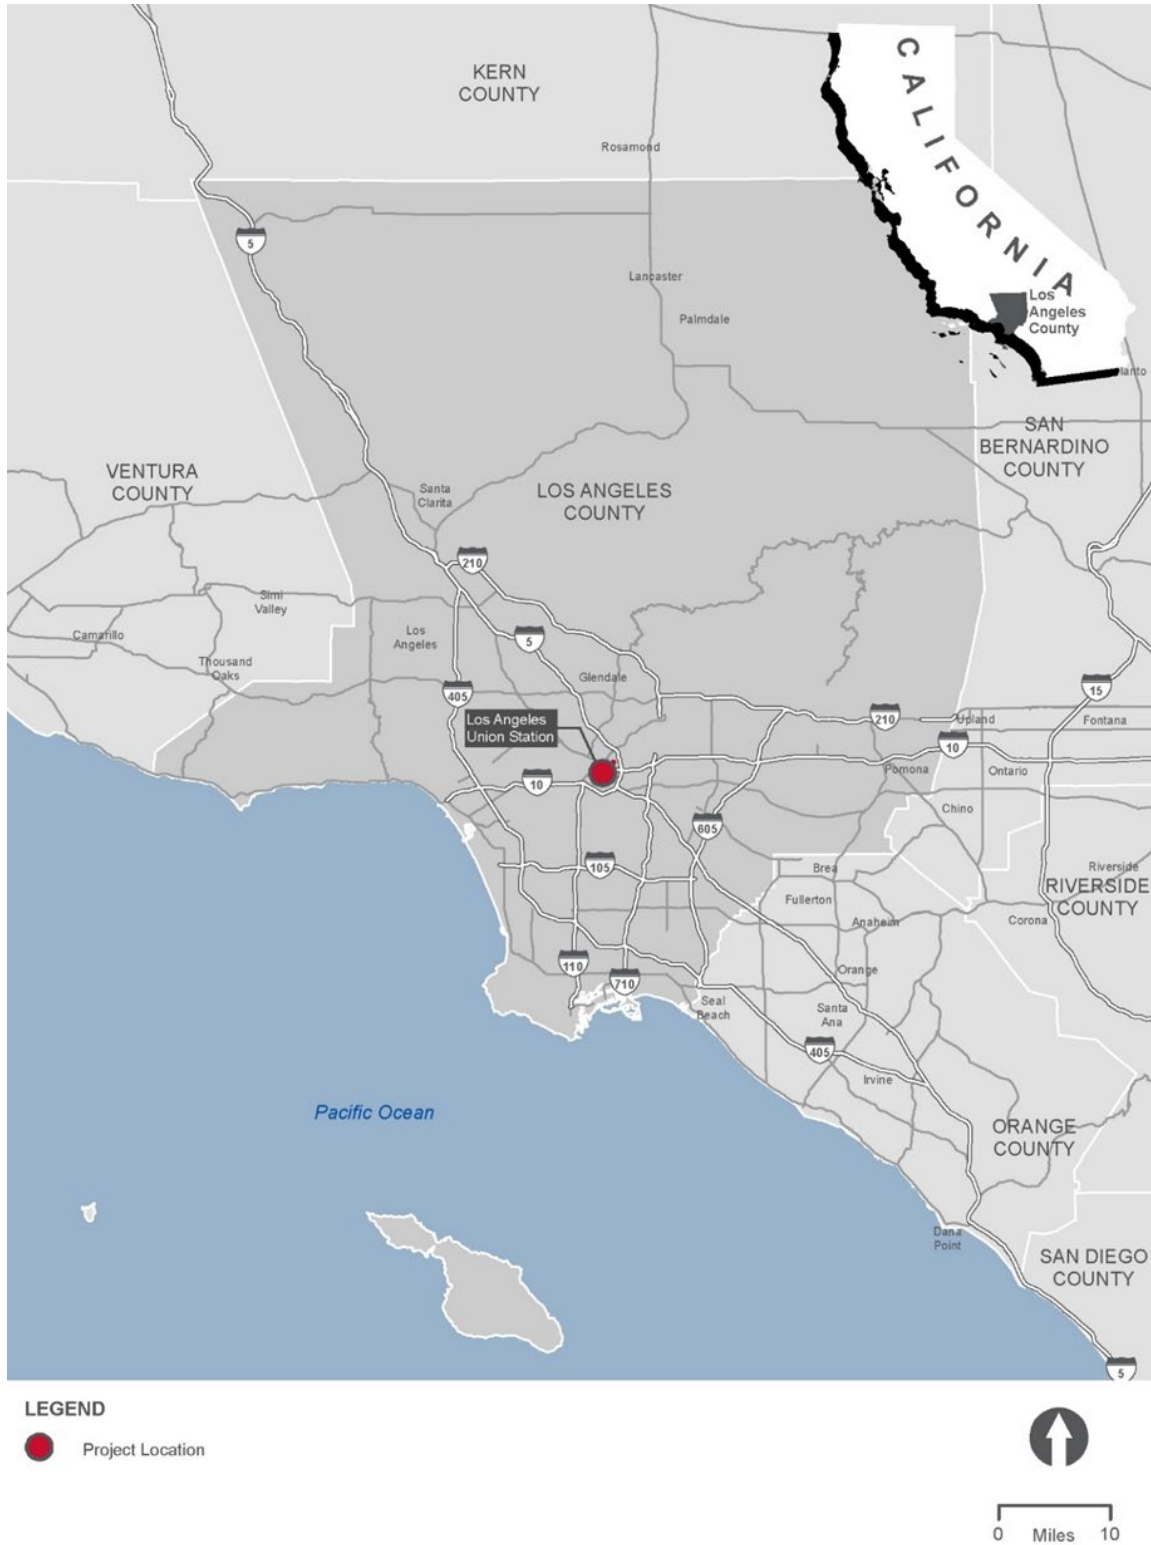 KERN
COUNTY
CALIFORNIA
Rosamond
5
Lancaster
Los
Angeles
County
Palmdale
SAN
BERNARDINO
COUNTY
VENTURA
COUNTY
Santa
Clarita
LOS ANGELES
COUNTY
210
Simi
Valley
Camarillo
Los
Angeles
5
Thousand
Oaks
Glendale
405
15
Los Angeles
Union Station
210
Upland
Fontana
10
10
Pomona
Ontario
Chino
605
105
Brea
Riverside
RIVERSIDE
COUNTY
Fullerton
Anaheim
Corona
110
710
Orange
Seal
Beach
Santa
Ana
405
Irvine
Pacific Ocean
ORANGE
COUNTY
Dana
Point
SAN DIEGO
COUNTY
5
LEGEND
Project Location
0 Miles 10